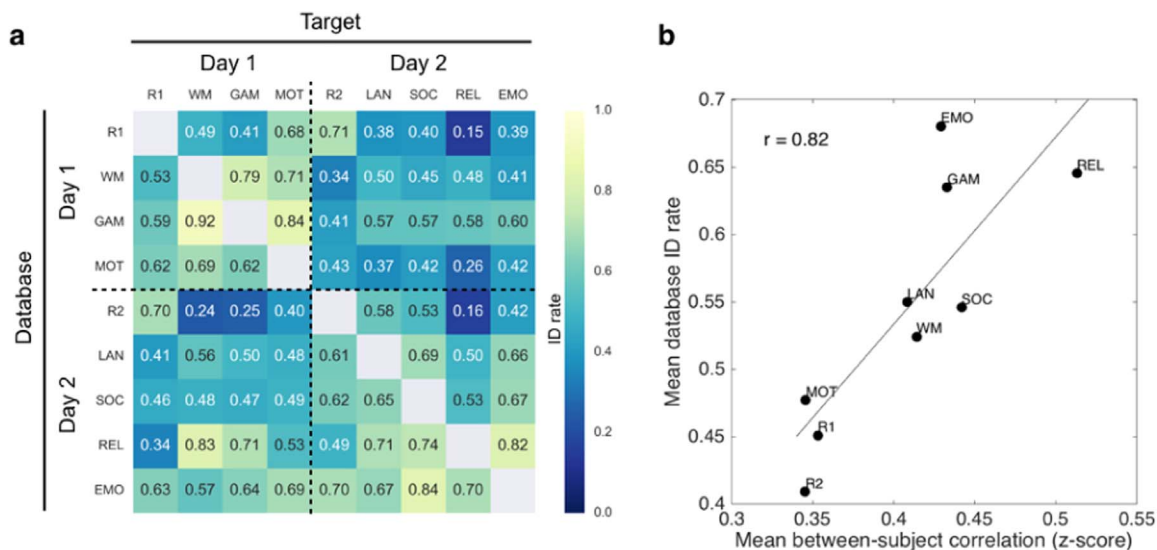 a
Target
Day 1 Day 2
R1 WM GAM MOT R2 LAN SOC REL EMO
Database
Day 1
R1 0.49 0.41 0.68 0.71 0.38 0.40 0.15 0.39
WM 0.53 0.79 0.71 0.34 0.50 0.45 0.48 0.41
GAM 0.59 0.92 0.84 0.41 0.57 0.57 0.58 0.60
MOT 0.62 0.69 0.62 0.43 0.37 0.42 0.26 0.42
Day 2
R2 0.70 0.24 0.25 0.40 0.58 0.53 0.16 0.42
LAN 0.41 0.56 0.50 0.48 0.61 0.69 0.50 0.66
SOC 0.46 0.48 0.47 0.49 0.62 0.65 0.53 0.67
REL 0.34 0.83 0.71 0.53 0.49 0.71 0.74 0.82
EMO 0.63 0.57 0.64 0.69 0.70 0.67 0.84 0.70
ID rate
1.0
0.8
0.6
0.4
0.2
0.0
b
r = 0.82
EMO
REL
GAM
LAN
SOC
WM
MOT
R1
R2
Mean database ID rate
0.7
0.65
0.6
0.55
0.5
0.45
0.4
0.3 0.35 0.4 0.45 0.5 0.55
Mean between-subject correlation (z-score)